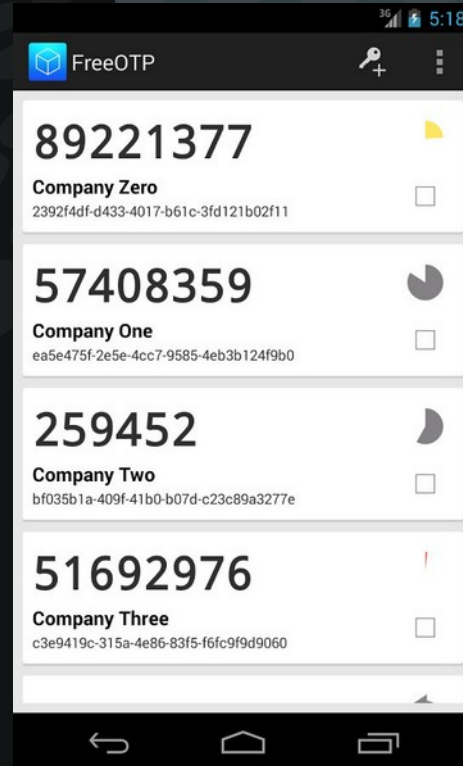 3G 5:18
FreeOTP
89221377
Company Zero
2392f4df-d433-4017-b61c-3fd121b02f11
57408359
Company One
ea5e475f-2e5e-4cc7-9585-4eb3b124f9b0
259452
Company Two
bf035b1a-409f-41b0-b07d-c23c89a3277e
51692976
Company Three
c3e9419c-315a-4e86-83f5-f6fc9f9d9060